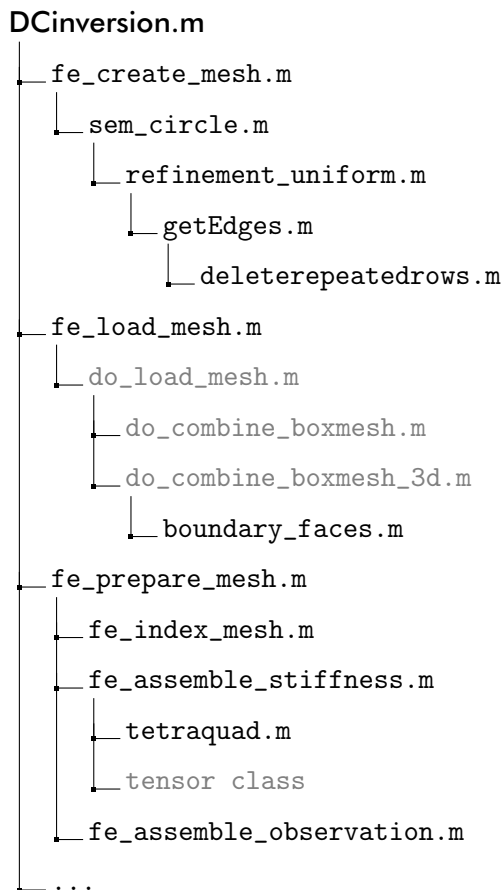 DCinversion.m
fe_create_mesh.m
sem_circle.m
refinement_uniform.m
getEdges.m
deleterepeatedrows.m
fe_load_mesh.m
do_load_mesh.m
do_combine_boxmesh.m
do_combine_boxmesh_3d.m
boundary_faces.m
fe_prepare_mesh.m
fe_index_mesh.m
fe_assemble_stiffness.m
tetraquad.m
tensor class
fe_assemble_observation.m
...